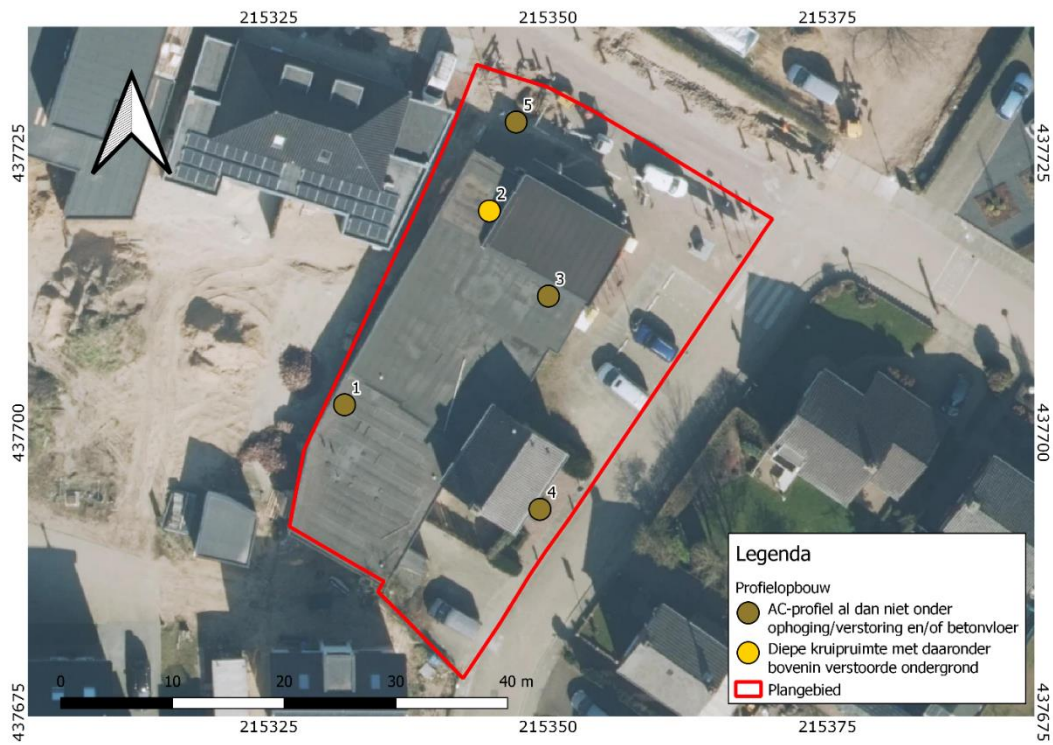 215325 215350 215375
437725 437725
5
2
3
1
437700 437700
4
Legenda
Profielopbouw
AC-profiel al dan niet onder
ophoging/verstoring en/of betonvloer
Diepe kruipruimte met daaronder
bovenin verstoorde ondergrond
Plangebied
0 10 20 30 40 m
437675 437675
215325 215350 215375